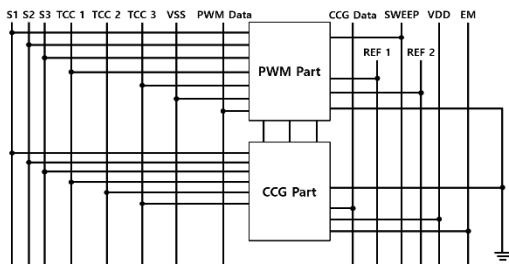 S1 S2 S3 TCC 1 TCC 2 TCC 3 VSS PWM Data CCG Data SWEEP VDD EM
REF 1 REF 2
PWM Part
CCG Part